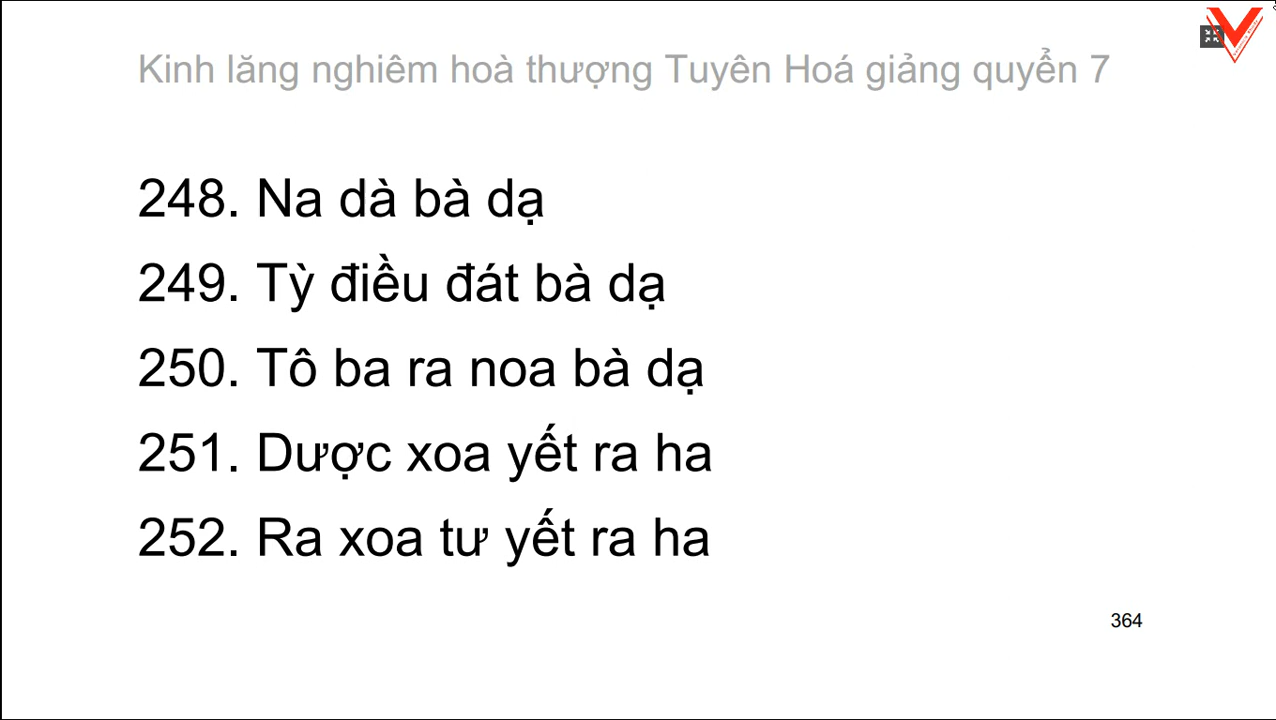 Kinh lăng nghiêm hoà thượng Tuyên Hoá giảng quyển 7
248. Na dà bà dạ
249. Tỳ điều đát bà dạ
250. Tô ba ra noa bà dạ
251. Dược xoa yết ra ha
252. Ra xoa tư yết ra ha
364